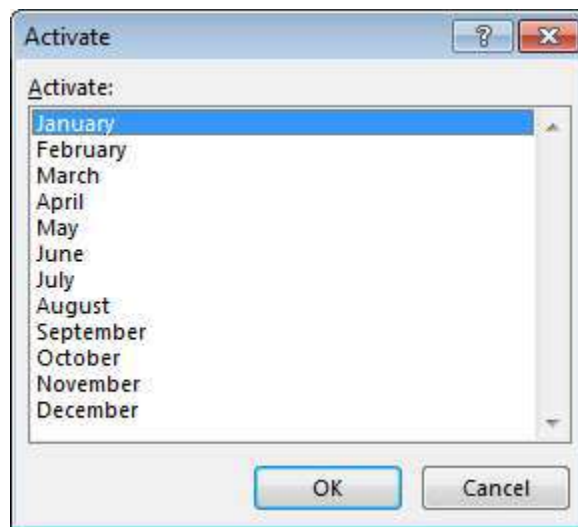 Activate
?
Activate:
January
February
March
April
May
June
July
August
September
October
November
December
OK
Cancel